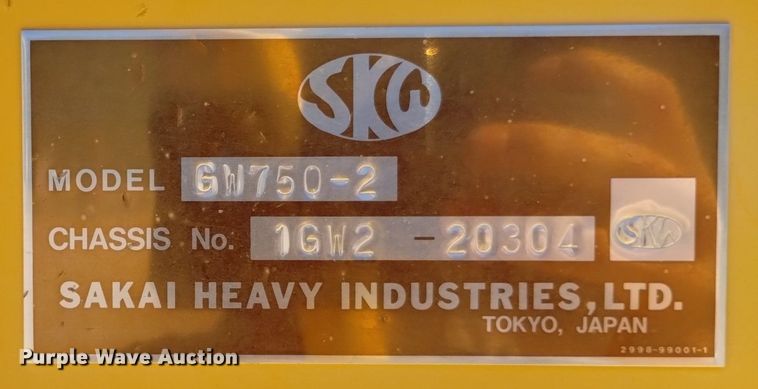 SKW
MODEL GW750-2
CHASSIS No. 1GW2 -20304
SKW
SAKAI HEAVY INDUSTRIES, LTD.
TOKYO, JAPAN
2998-99001-1
Purple Wave Auction